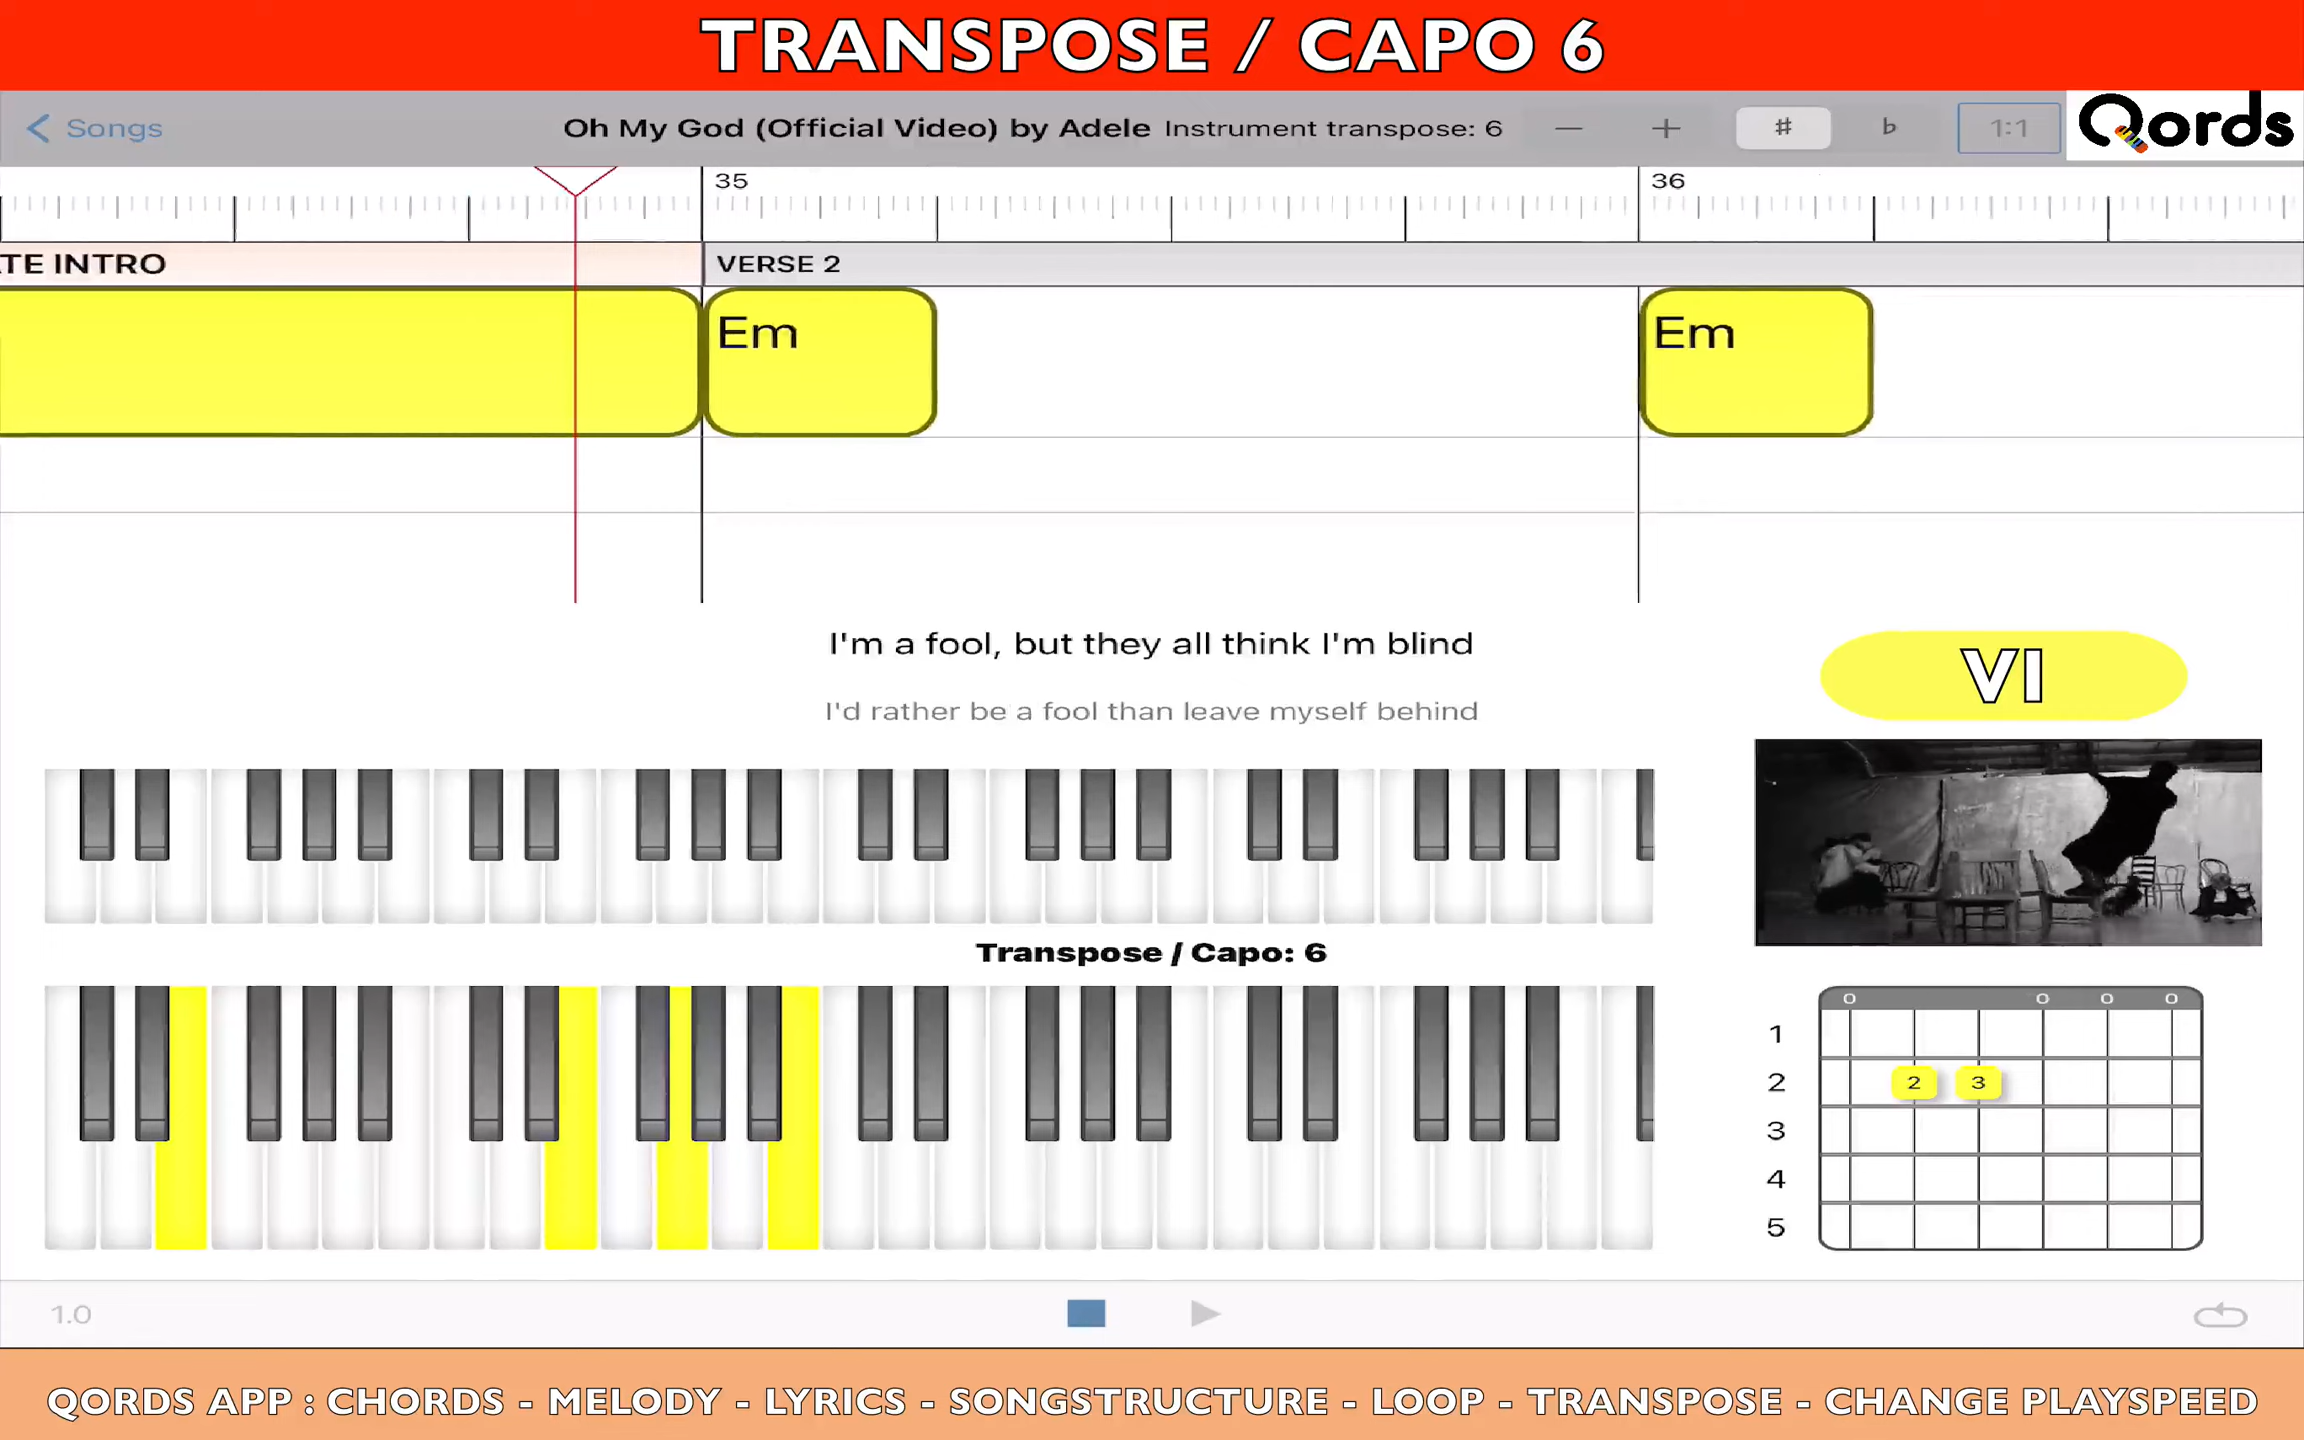 TRANSPOSE / CAPO 6
Songs
Oh My God (Official Video) by Adele Instrument transpose: 6 — + ♯ ♭ 1:1
Qords
35 36
TE INTRO VERSE 2
Em Em
I'm a fool, but they all think I'm blind
I'd rather be a fool than leave myself behind
VI
Transpose / Capo: 6
o o o o
1
2 2 3
3
4
5
1.0
QORDS APP : CHORDS - MELODY - LYRICS - SONGSTRUCTURE - LOOP - TRANSPOSE - CHANGE PLAYSPEED